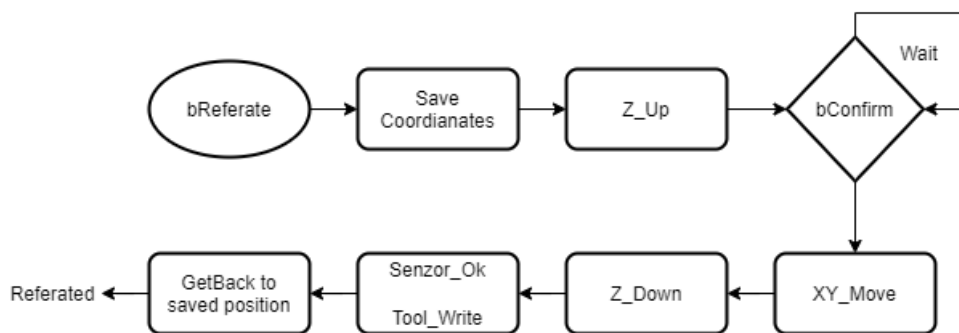 Wait
bReferate
Save
Coordianates
Z_Up
bConfirm
Referated
GetBack to
saved position
Senzor_Ok
Tool_Write
Z_Down
XY_Move